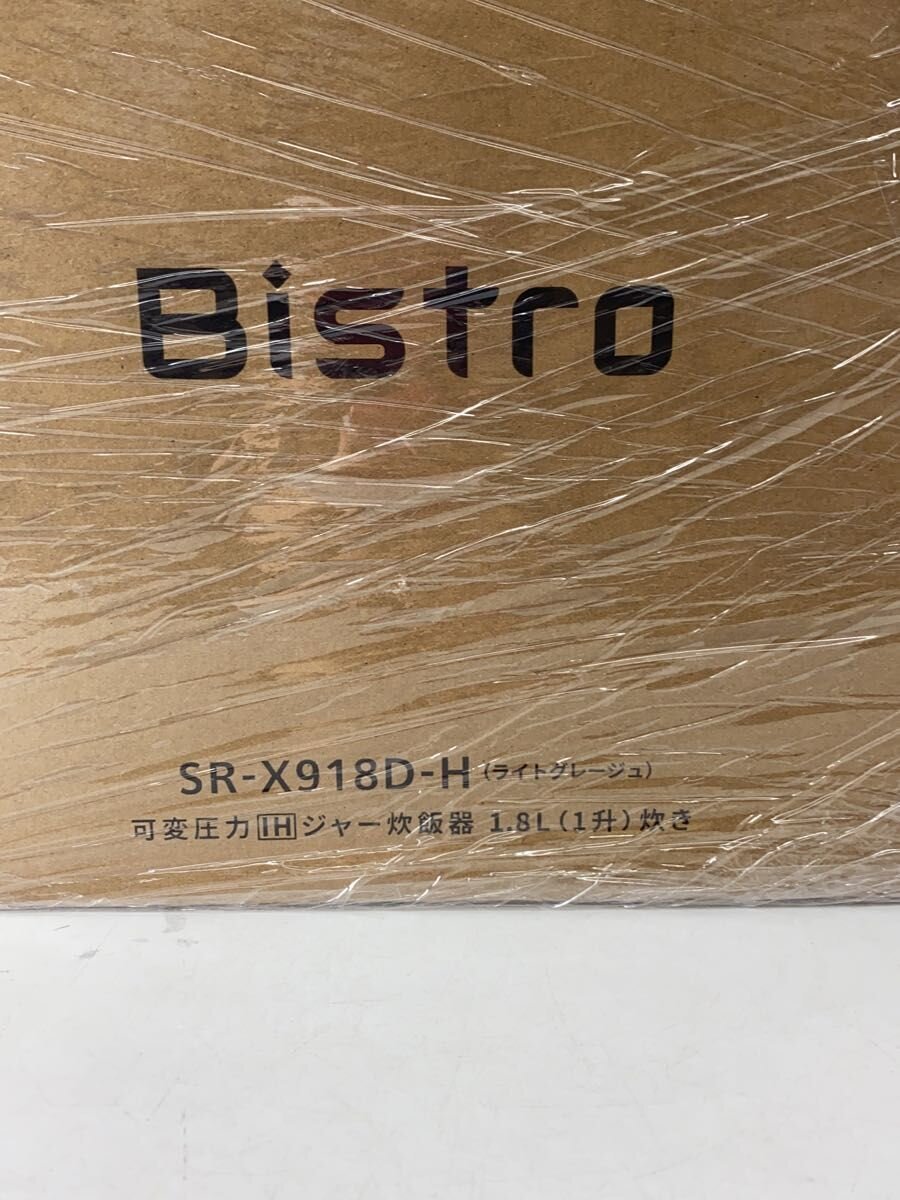 Bistro
SR-X918D-H (ライトグレージュ)
可変圧力IHジャー炊飯器 1.8L(1升)炊き